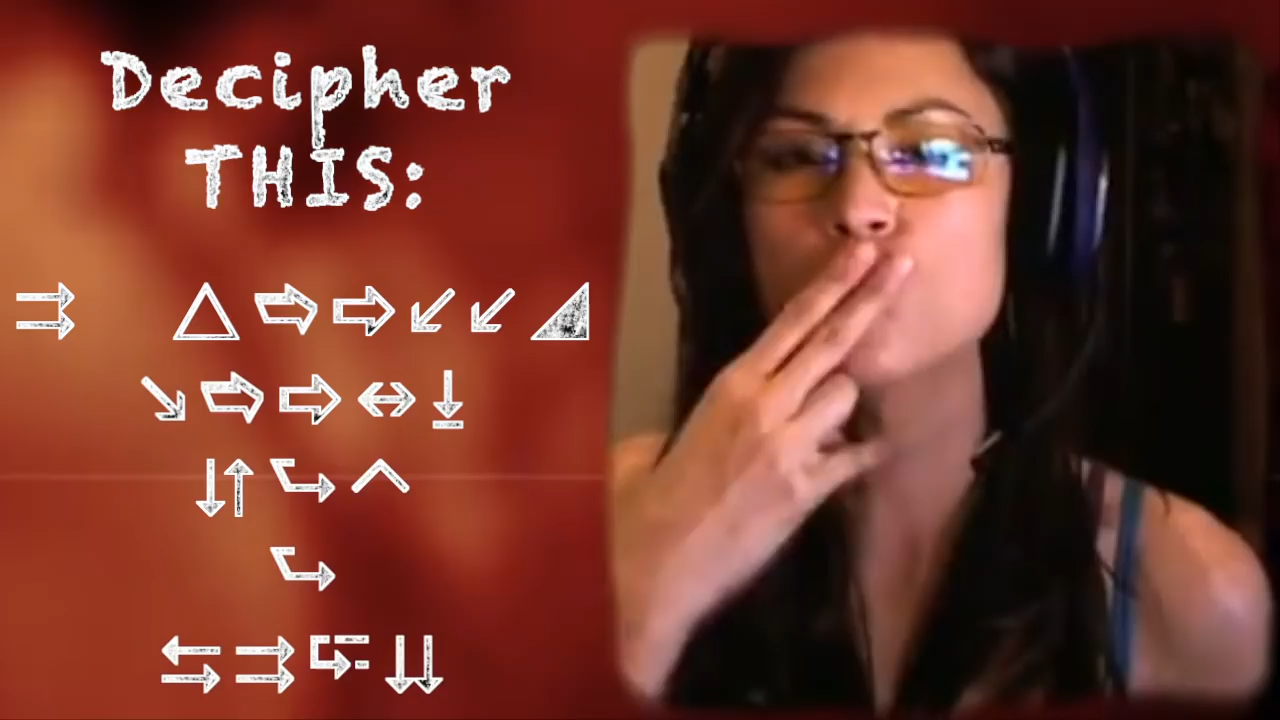 Decipher
THIS:
⇉ △ ➯ ⇨ ↙ ↙ ◢
↘ ➯ ⇨ ⇔ ↧
⇵ ↳ ^
↳
⇆ ⇉ ↳ ⇊